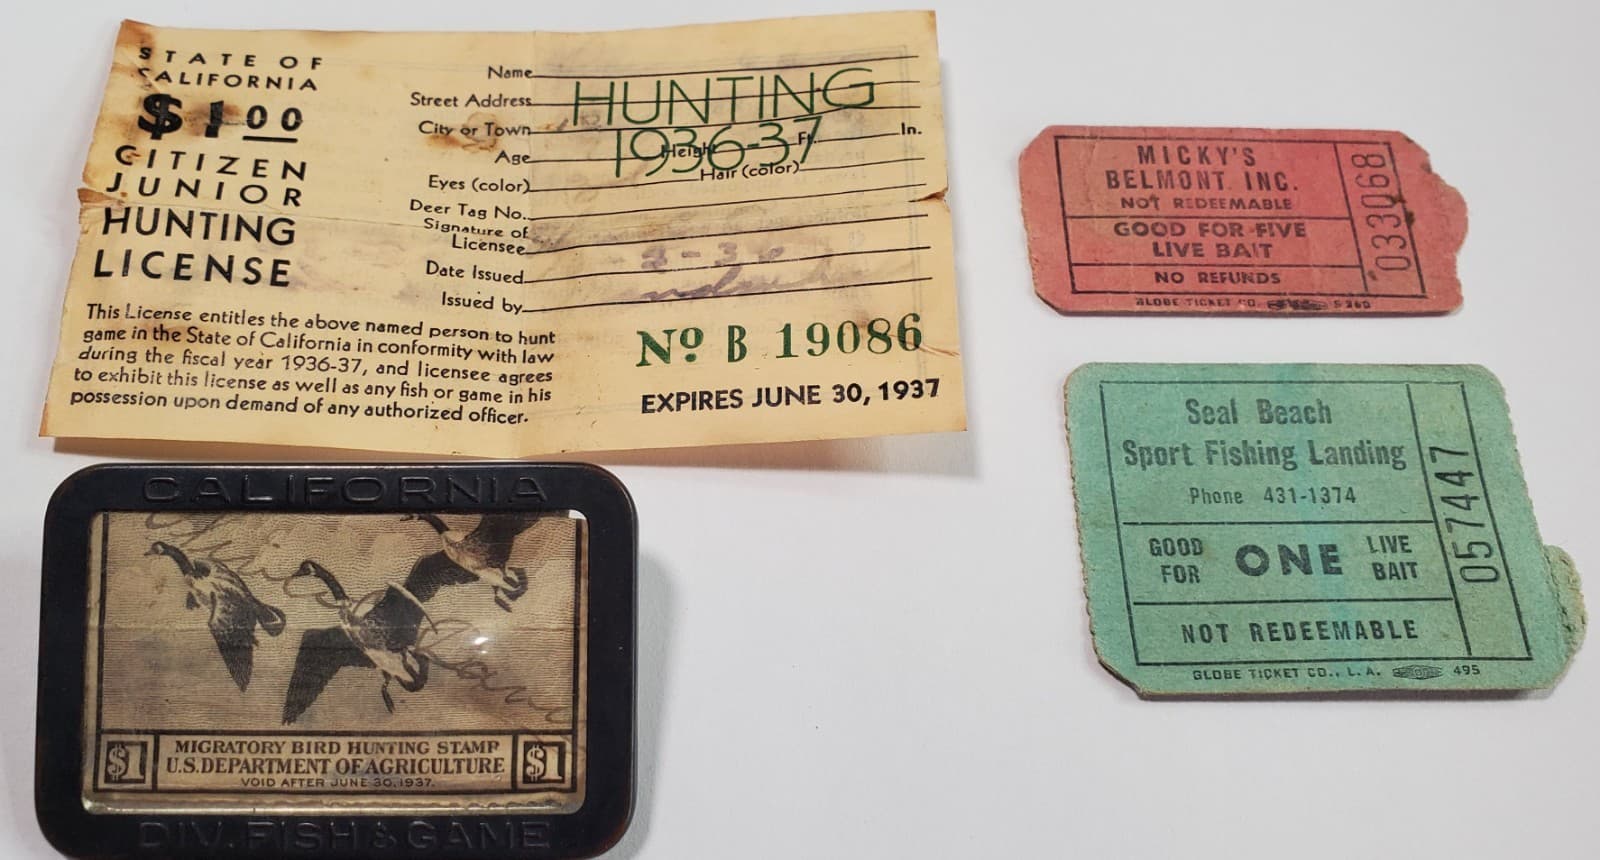 STATE OF
CALIFORNIA
$1.00
CITIZEN
JUNIOR
HUNTING
LICENSE
This License entitles the above named person to hunt
game in the State of California in conformity with law
during the fiscal year 1936-37, and licensee agrees
to exhibit this license as well as any fish or game in his
possession upon demand of any authorized officer.
Name
Street Address
City or Town
Age
Height Ft. In.
Eyes (color)
Hair (color)
Deer Tag No.
Signature of
Licensee
Date Issued
Issued by
HUNTING
1936-37
No B 19086
EXPIRES JUNE 30, 1937
CALIFORNIA
$1
MIGRATORY BIRD HUNTING STAMP
U.S. DEPARTMENT OF AGRICULTURE
VOID AFTER JUNE 30, 1937.
$1
DIV. FISH & GAME
MICKY'S
BELMONT, INC.
NOT REDEEMABLE
GOOD FOR FIVE
LIVE BAIT
NO REFUNDS
GLOBE TICKET CO. S 260
033068
Seal Beach
Sport Fishing Landing
Phone 431-1374
GOOD FOR ONE LIVE BAIT
NOT REDEEMABLE
GLOBE TICKET CO., L. A. 495
057447